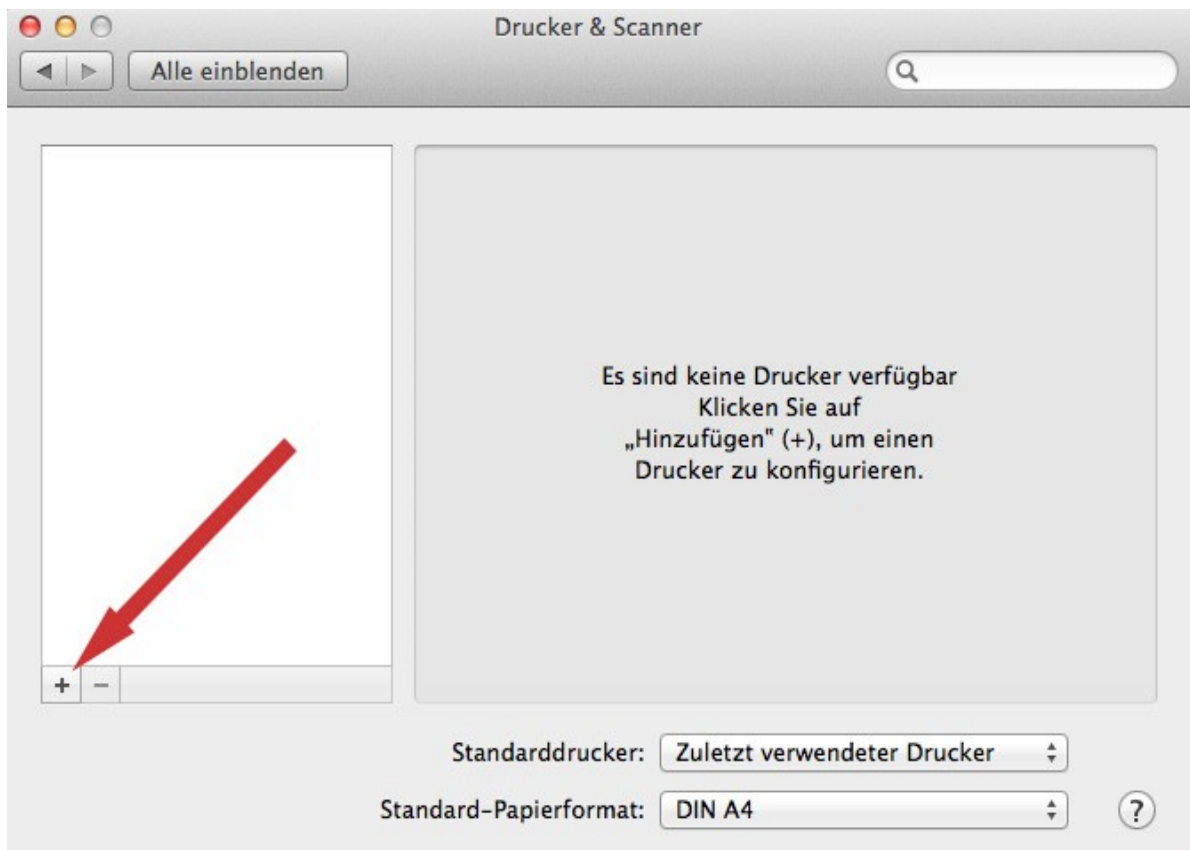 Drucker & Scanner
Alle einblenden
Es sind keine Drucker verfügbar
Klicken Sie auf
„Hinzufügen" (+), um einen
Drucker zu konfigurieren.
+ −
Standarddrucker: Zuletzt verwendeter Drucker
Standard-Papierformat: DIN A4 ?